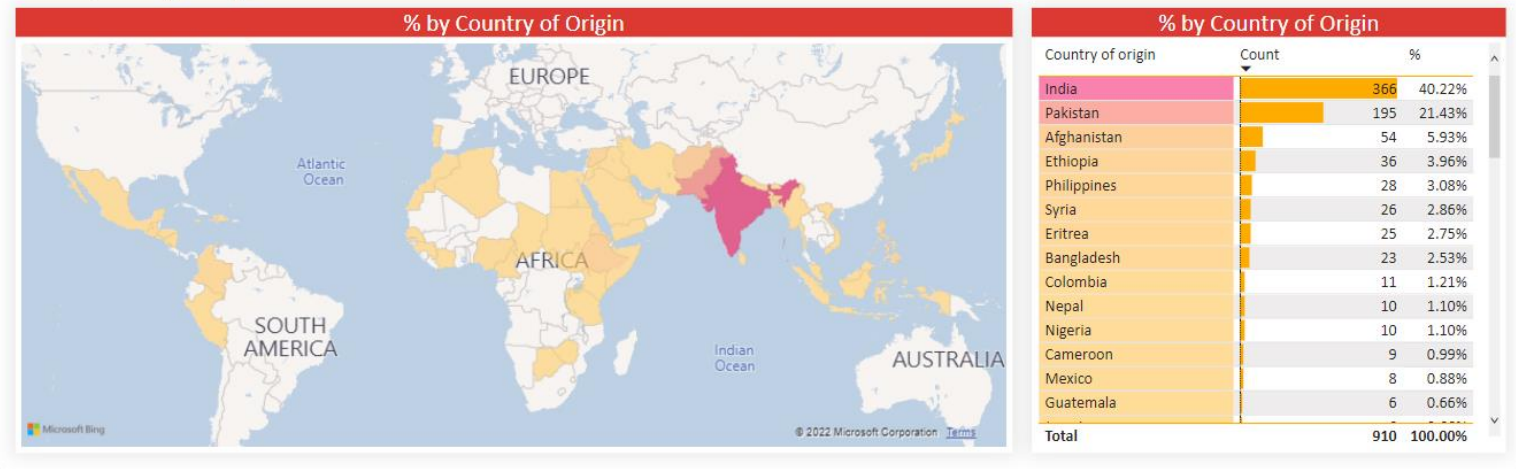 % by Country of Origin
EUROPE
Atlantic
Ocean
AFRICA
SOUTH
AMERICA
Indian
Ocean
AUSTRALIA
Microsoft Bing
© 2022 Microsoft Corporation Terms
% by Country of Origin
Country of origin Count %
India 366 40.22%
Pakistan 195 21.43%
Afghanistan 54 5.93%
Ethiopia 36 3.96%
Philippines 28 3.08%
Syria 26 2.86%
Eritrea 25 2.75%
Bangladesh 23 2.53%
Colombia 11 1.21%
Nepal 10 1.10%
Nigeria 10 1.10%
Cameroon 9 0.99%
Mexico 8 0.88%
Guatemala 6 0.66%
Total 910 100.00%